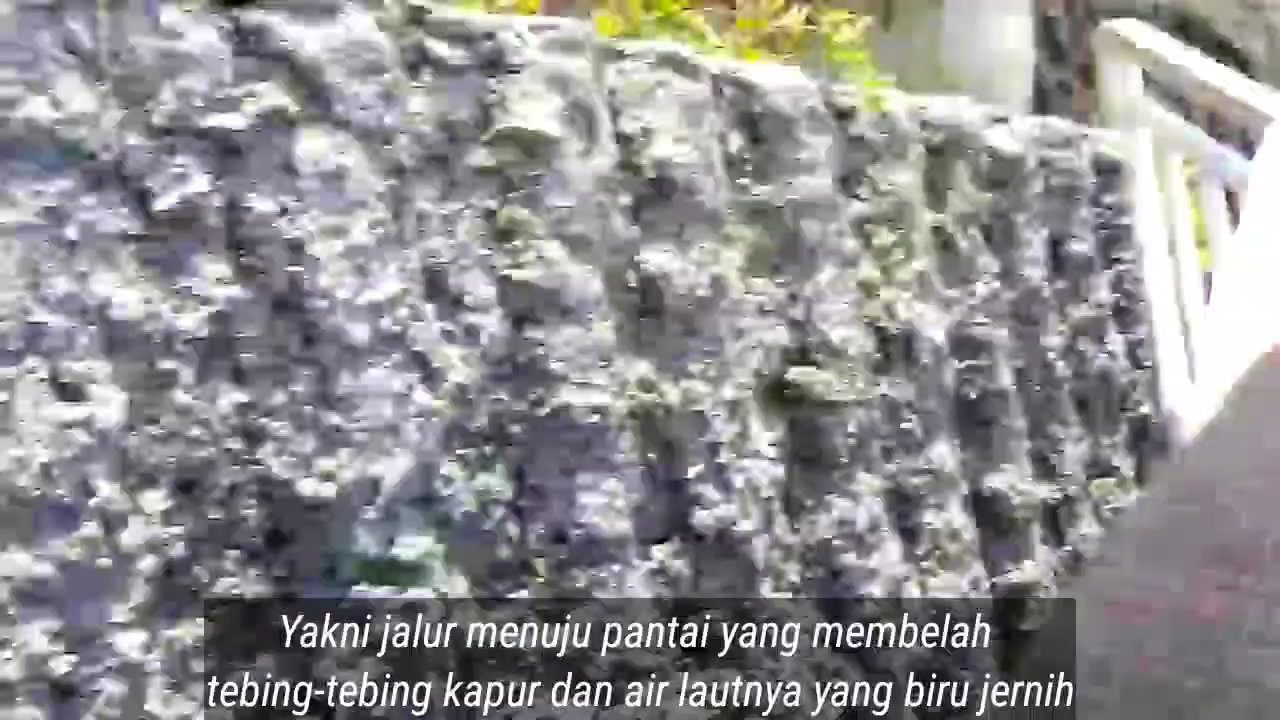 Yakni jalur menuju pantai yang membelah
tebing-tebing kapur dan air lautnya yang biru jernih